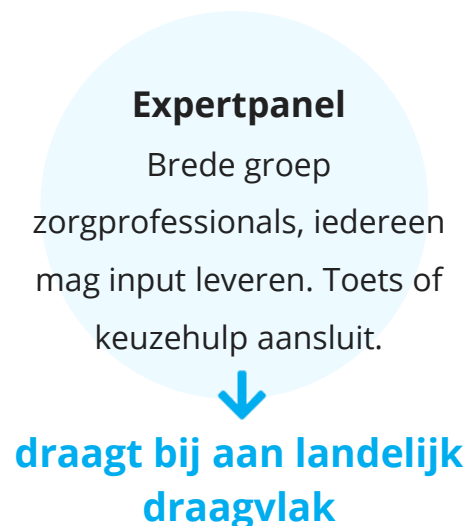 Expertpanel
Brede groep
zorgprofessionals, iedereen
mag input leveren. Toets of
keuzehulp aansluit.
draagt bij aan landelijk
draagvlak